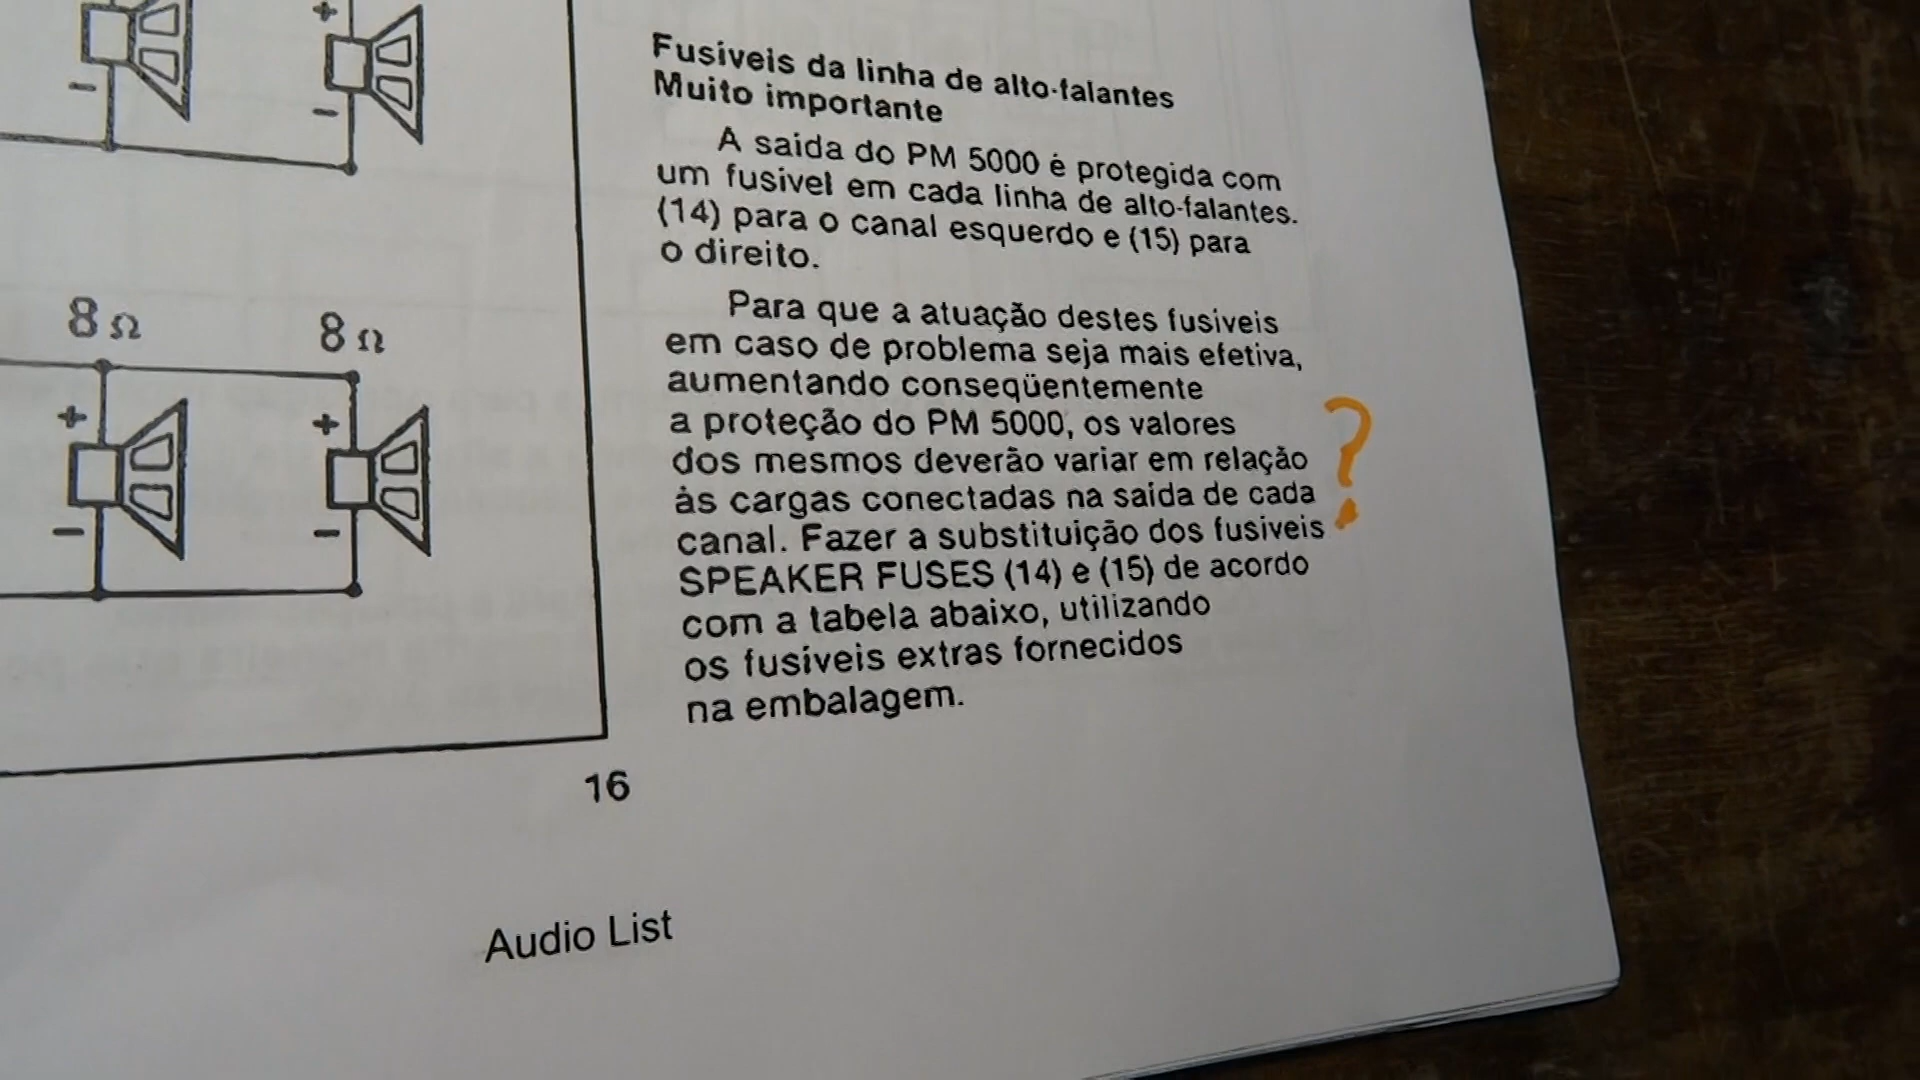 Fusíveis da linha de alto-falantes
Muito importante
A saída do PM 5000 é protegida com
um fusível em cada linha de alto-falantes.
(14) para o canal esquerdo e (15) para
o direito.
Para que a atuação destes fusíveis
em caso de problema seja mais efetiva,
aumentando conseqüentemente
a proteção do PM 5000, os valores
dos mesmos deverão variar em relação
às cargas conectadas na saída de cada
canal. Fazer a substituição dos fusíveis
SPEAKER FUSES (14) e (15) de acordo
com a tabela abaixo, utilizando
os fusíveis extras fornecidos
na embalagem.
?
+ +
- -
8 Ω 8 Ω
+ +
- -
16
Audio List